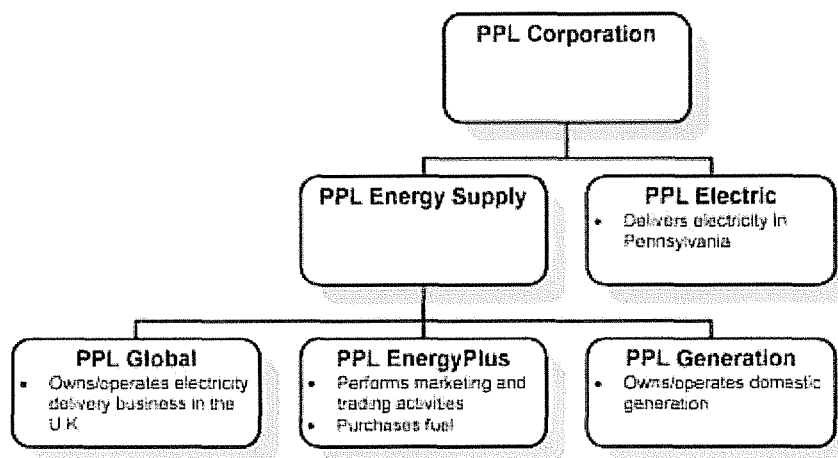 PPL Corporation
PPL Energy Supply
PPL Electric
• Delivers electricity in
Pennsylvania
PPL Global
• Owns/operates electricity
delivery business in the
U.K.
PPL EnergyPlus
• Performs marketing and
trading activities
• Purchases fuel
PPL Generation
• Owns/operates domestic
generation